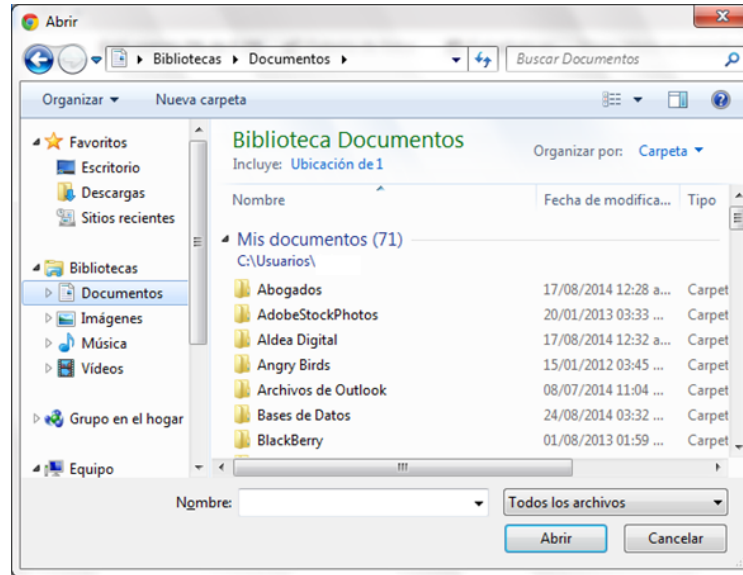 Abrir
Bibliotecas Documentos
Buscar Documentos
Organizar Nueva carpeta
Favoritos
Escritorio
Descargas
Sitios recientes
Bibliotecas
Documentos
Imágenes
Música
Vídeos
Grupo en el hogar
Equipo
Biblioteca Documentos
Incluye: Ubicación de 1
Organizar por: Carpeta
Nombre Fecha de modifica... Tipo
Mis documentos (71)
C:\Usuarios\
Abogados 17/08/2014 12:28 a... Carpet
AdobeStockPhotos 20/01/2013 03:33 ... Carpet
Aldea Digital 17/08/2014 12:32 a... Carpet
Angry Birds 15/01/2012 03:45 ... Carpet
Archivos de Outlook 08/07/2014 11:04 ... Carpet
Bases de Datos 24/08/2014 03:32 ... Carpet
BlackBerry 01/08/2013 01:59 ... Carpet
Nombre:
Todos los archivos
Abrir Cancelar